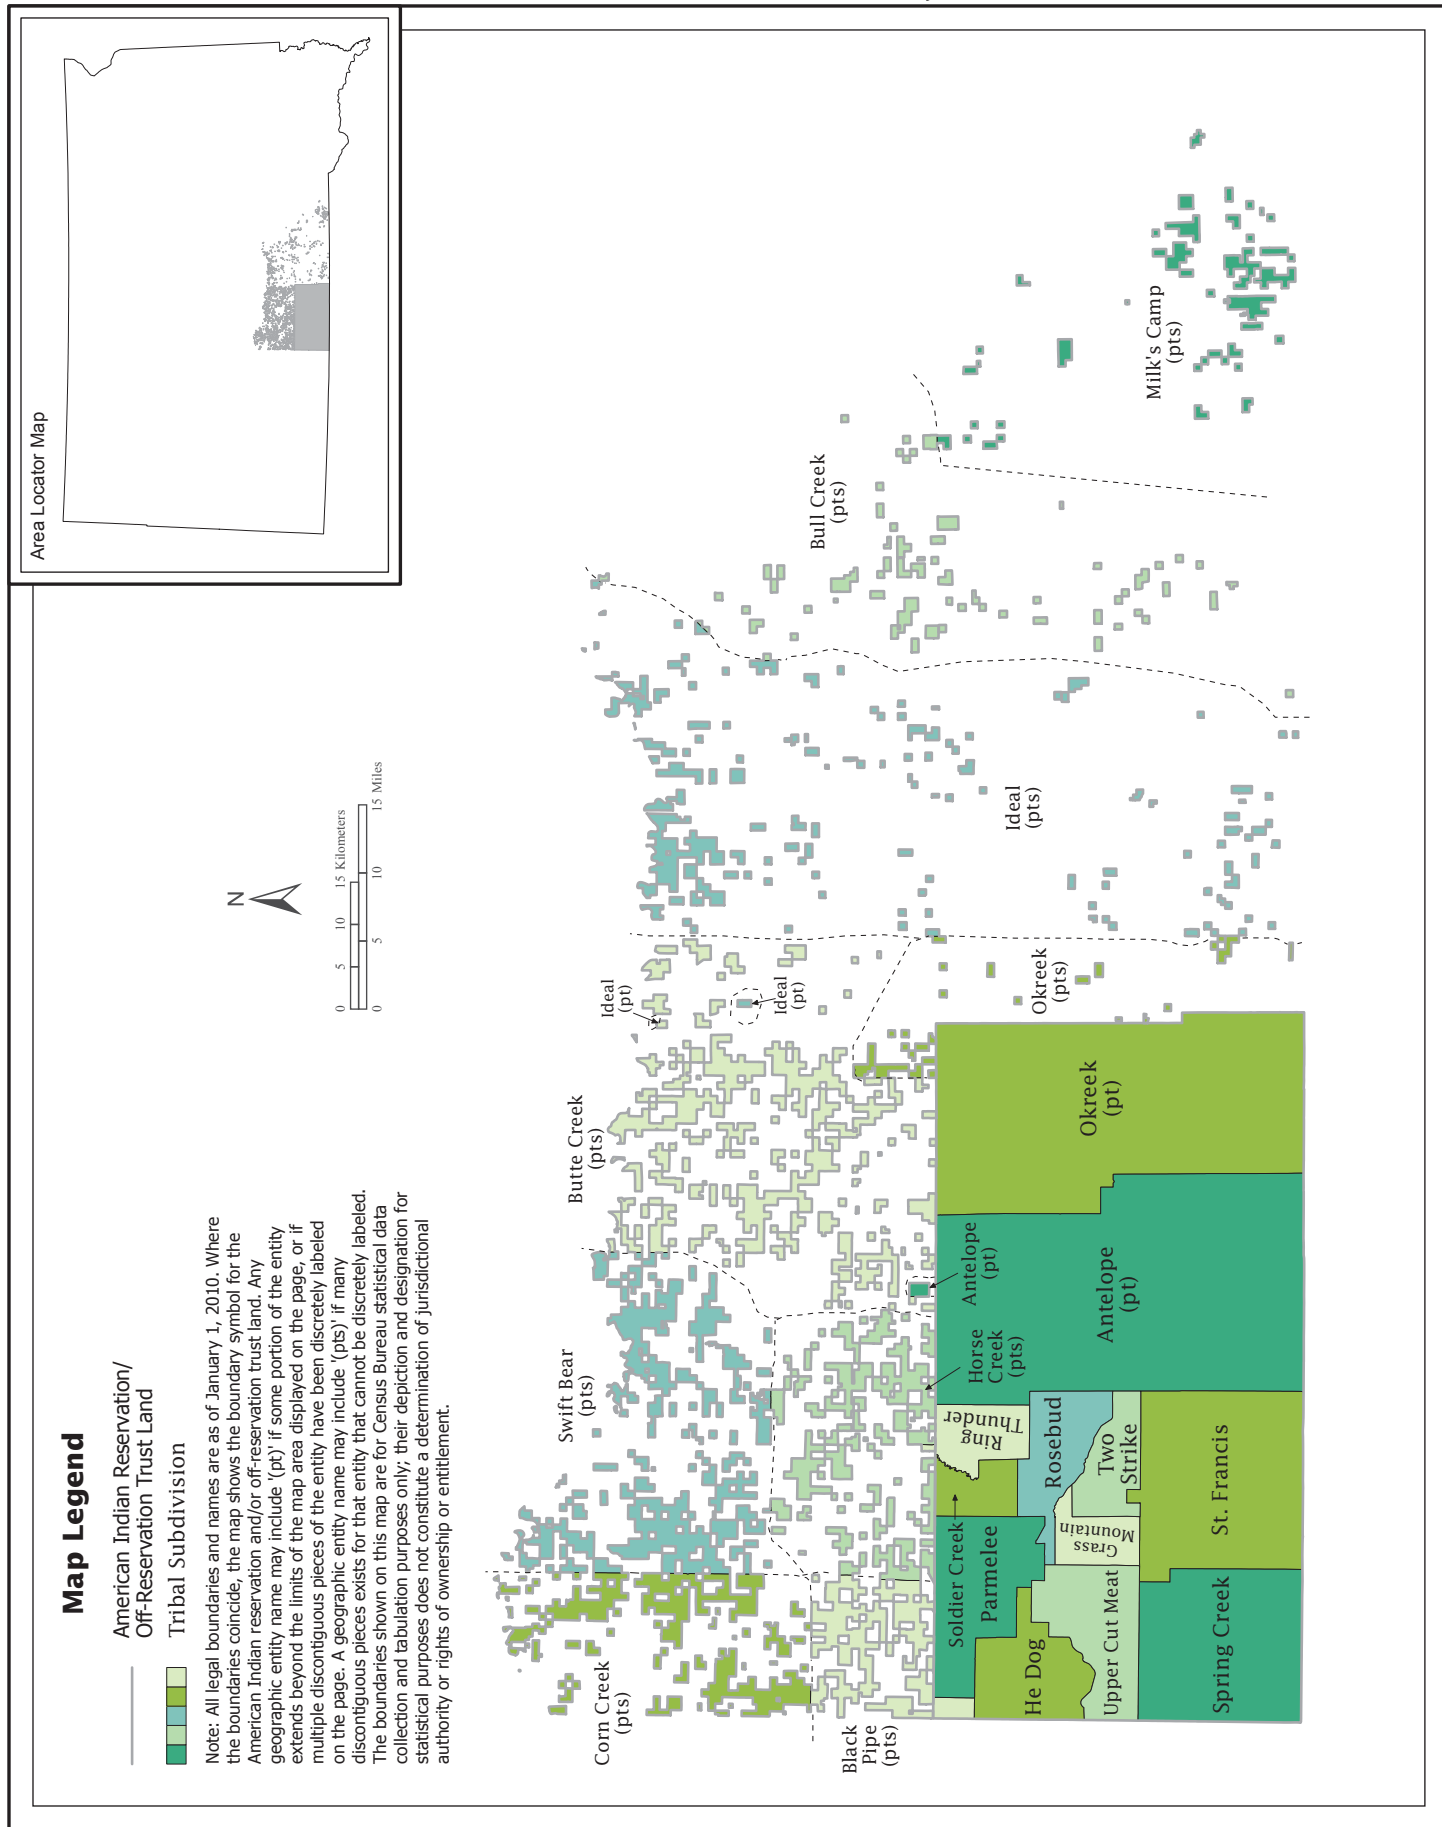 Map Legend
American Indian Reservation/
Off-Reservation Trust Land
Tribal Subdivision
Note: All legal boundaries and names are as of January 1, 2010. Where
the boundaries coincide, the map shows the boundary symbol for the
American Indian reservation and/or off-reservation trust land. Any
geographic entity name may include '(pt)' if some portion of the entity
extends beyond the limits of the map area displayed on the page, or if
multiple discontiguous pieces of the entity have been discretely labeled
on the page. A geographic entity name may include '(pts)' if many
discontiguous pieces exists for that entity that cannot be discretely labeled.
The boundaries shown on this map are for Census Bureau statistical data
collection and tabulation purposes only; their depiction and designation for
statistical purposes does not constitute a determination of jurisdictional
authority or rights of ownership or entitlement.
N
0 5 10 15 Kilometers
0 5 10 15 Miles
Area Locator Map
Corn Creek
(pts)
Swift Bear
(pts)
Butte Creek
(pts)
Ideal
(pt)
Ideal
(pt)
Bull Creek
(pts)
Milk's Camp
(pts)
Ideal
(pts)
Okreek
(pts)
Black
Pipe
(pts)
Horse
Creek
(pts)
Antelope
(pt)
Soldier Creek
Parmelee
He Dog
Upper Cut Meat
Spring Creek
Ring
Thunder
Rosebud
Two
Strike
Grass
Mountain
St. Francis
Antelope
(pt)
Okreek
(pt)